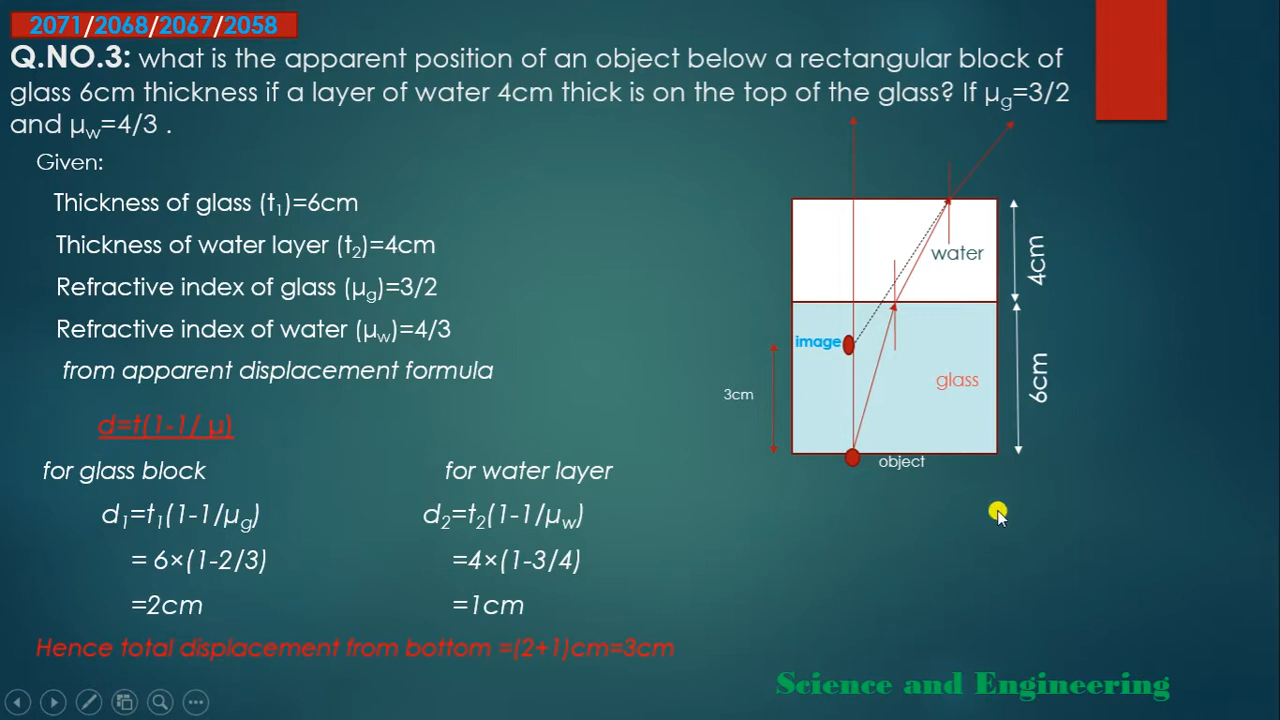 2071/2068/2067/2058
Q.NO.3: what is the apparent position of an object below a rectangular block of
glass 6cm thickness if a layer of water 4cm thick is on the top of the glass? If μg=3/2
and μw=4/3 .
Given:
Thickness of glass (t1)=6cm
Thickness of water layer (t2)=4cm
Refractive index of glass (μg)=3/2
Refractive index of water (μw)=4/3
from apparent displacement formula
d=t(1-1/ μ)
for glass block
d1=t1(1-1/μg)
= 6×(1-2/3)
=2cm
for water layer
d2=t2(1-1/μw)
=4×(1-3/4)
=1cm
Hence total displacement from bottom =(2+1)cm=3cm
water
4cm
image
glass
6cm
3cm
object
Science and Engineering